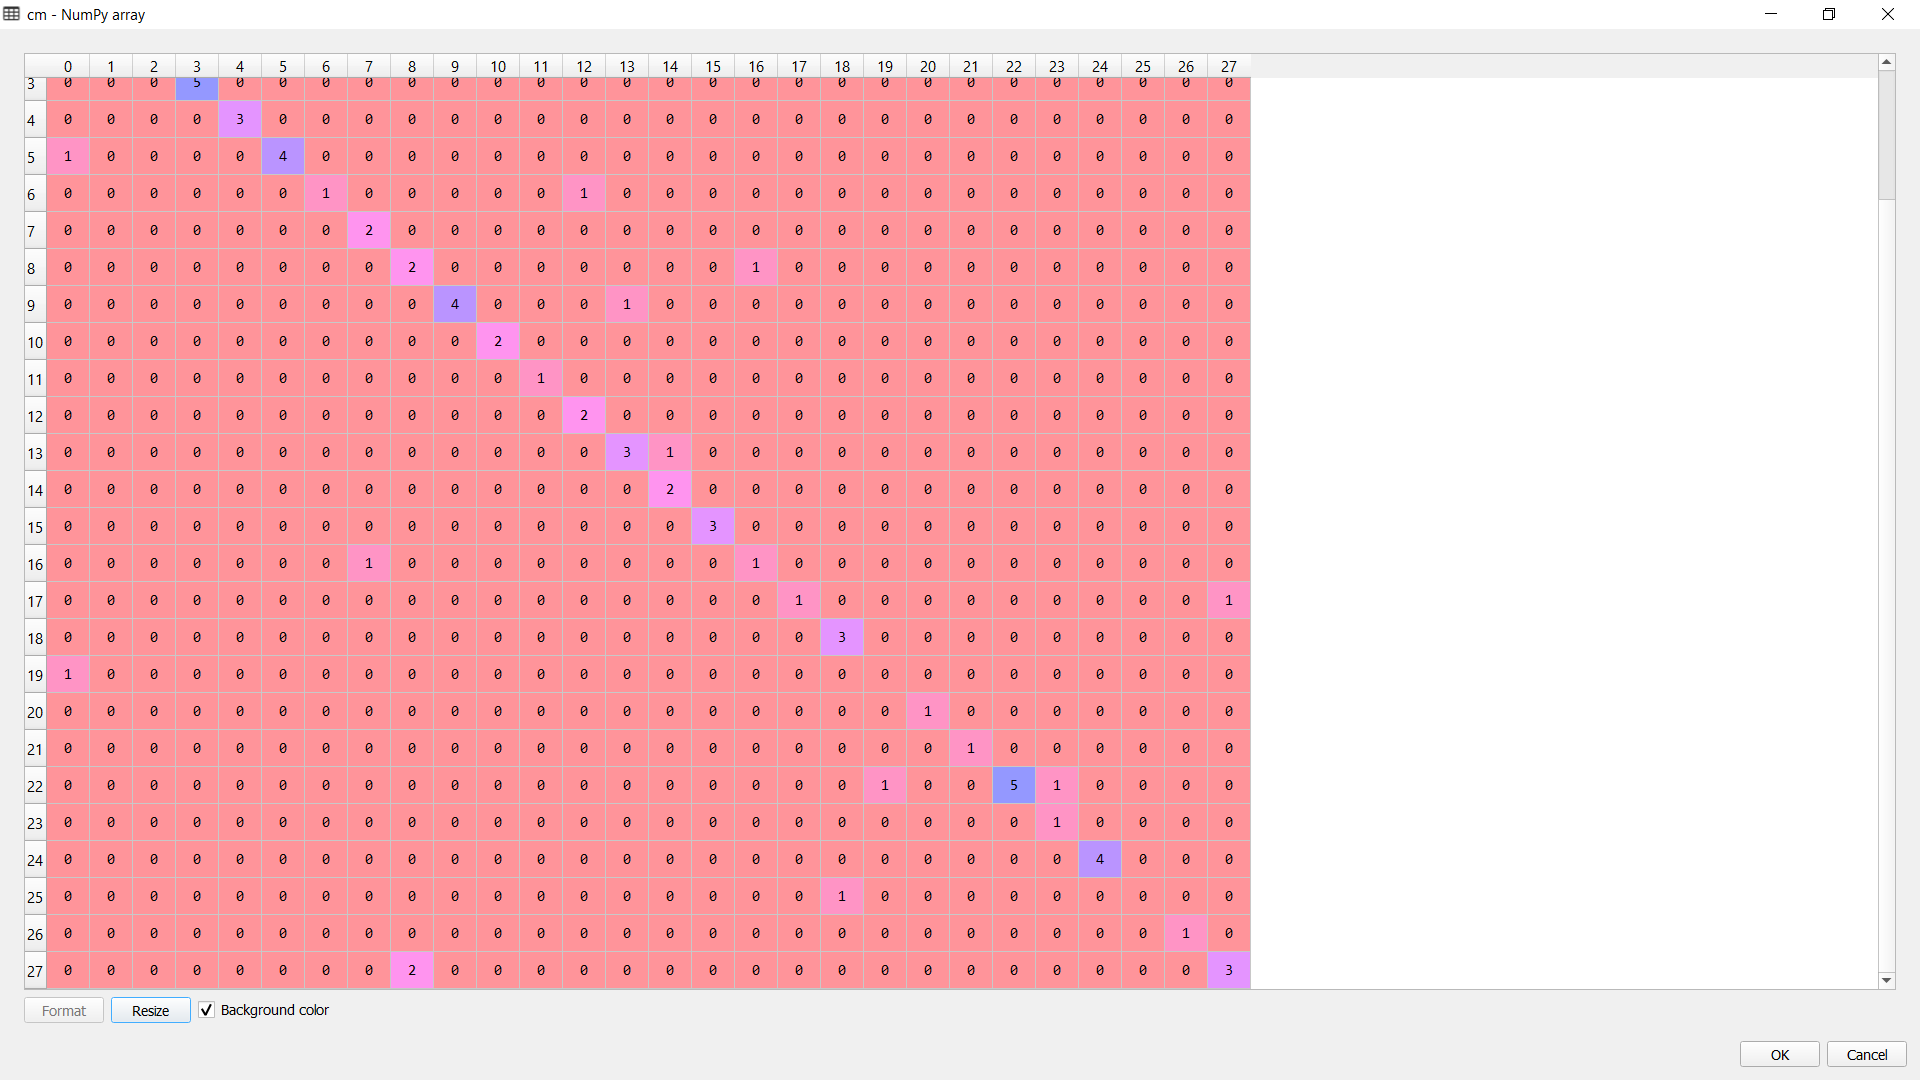 cm - NumPy array
0 1 2 3 4 5 6 7 8 9 10 11 12 13 14 15 16 17 18 19 20 21 22 23 24 25 26 27
3 0 0 0 5 0 0 0 0 0 0 0 0 0 0 0 0 0 0 0 0 0 0 0 0 0 0 0 0
4 0 0 0 0 3 0 0 0 0 0 0 0 0 0 0 0 0 0 0 0 0 0 0 0 0 0 0 0
5 1 0 0 0 0 4 0 0 0 0 0 0 0 0 0 0 0 0 0 0 0 0 0 0 0 0 0 0
6 0 0 0 0 0 0 1 0 0 0 0 0 1 0 0 0 0 0 0 0 0 0 0 0 0 0 0 0
7 0 0 0 0 0 0 0 2 0 0 0 0 0 0 0 0 0 0 0 0 0 0 0 0 0 0 0 0
8 0 0 0 0 0 0 0 0 2 0 0 0 0 0 0 0 1 0 0 0 0 0 0 0 0 0 0 0
9 0 0 0 0 0 0 0 0 0 4 0 0 0 1 0 0 0 0 0 0 0 0 0 0 0 0 0 0
10 0 0 0 0 0 0 0 0 0 0 2 0 0 0 0 0 0 0 0 0 0 0 0 0 0 0 0 0
11 0 0 0 0 0 0 0 0 0 0 0 1 0 0 0 0 0 0 0 0 0 0 0 0 0 0 0 0
12 0 0 0 0 0 0 0 0 0 0 0 0 2 0 0 0 0 0 0 0 0 0 0 0 0 0 0 0
13 0 0 0 0 0 0 0 0 0 0 0 0 0 3 1 0 0 0 0 0 0 0 0 0 0 0 0 0
14 0 0 0 0 0 0 0 0 0 0 0 0 0 0 2 0 0 0 0 0 0 0 0 0 0 0 0 0
15 0 0 0 0 0 0 0 0 0 0 0 0 0 0 0 3 0 0 0 0 0 0 0 0 0 0 0 0
16 0 0 0 0 0 0 0 1 0 0 0 0 0 0 0 0 1 0 0 0 0 0 0 0 0 0 0 0
17 0 0 0 0 0 0 0 0 0 0 0 0 0 0 0 0 0 1 0 0 0 0 0 0 0 0 0 1
18 0 0 0 0 0 0 0 0 0 0 0 0 0 0 0 0 0 0 3 0 0 0 0 0 0 0 0 0
19 1 0 0 0 0 0 0 0 0 0 0 0 0 0 0 0 0 0 0 0 0 0 0 0 0 0 0 0
20 0 0 0 0 0 0 0 0 0 0 0 0 0 0 0 0 0 0 0 0 1 0 0 0 0 0 0 0
21 0 0 0 0 0 0 0 0 0 0 0 0 0 0 0 0 0 0 0 0 0 1 0 0 0 0 0 0
22 0 0 0 0 0 0 0 0 0 0 0 0 0 0 0 0 0 0 0 1 0 0 5 1 0 0 0 0
23 0 0 0 0 0 0 0 0 0 0 0 0 0 0 0 0 0 0 0 0 0 0 0 1 0 0 0 0
24 0 0 0 0 0 0 0 0 0 0 0 0 0 0 0 0 0 0 0 0 0 0 0 0 4 0 0 0
25 0 0 0 0 0 0 0 0 0 0 0 0 0 0 0 0 0 0 1 0 0 0 0 0 0 0 0 0
26 0 0 0 0 0 0 0 0 0 0 0 0 0 0 0 0 0 0 0 0 0 0 0 0 0 0 1 0
27 0 0 0 0 0 0 0 0 2 0 0 0 0 0 0 0 0 0 0 0 0 0 0 0 0 0 0 3
Format Resize Background color
OK Cancel